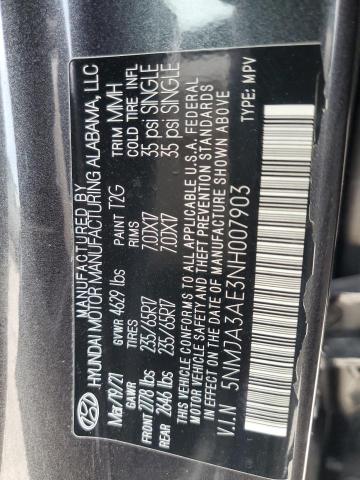 MANUFACTURED BY
HYUNDAI MOTOR MANUFACTURING ALABAMA, LLC
Mar/19/21 GVWR 4629 lbs PAINT T2G TRIM MMH
GAWR TIRES RIMS COLD TIRE INFL
FRONT 2778 lbs 235/65R17 7.0JX17 35 psi SINGLE
REAR 2646 lbs 235/65R17 7.0JX17 35 psi SINGLE
THIS VEHICLE CONFORMS TO ALL APPLICABLE U.S.A. FEDERAL
MOTOR VEHICLE SAFETY, BUMPER, AND THEFT PREVENTION STANDARDS
IN EFFECT ON THE DATE OF MANUFACTURE SHOWN ABOVE.
V.I.N 5NMJA3AE3NH007903 TYPE MPV